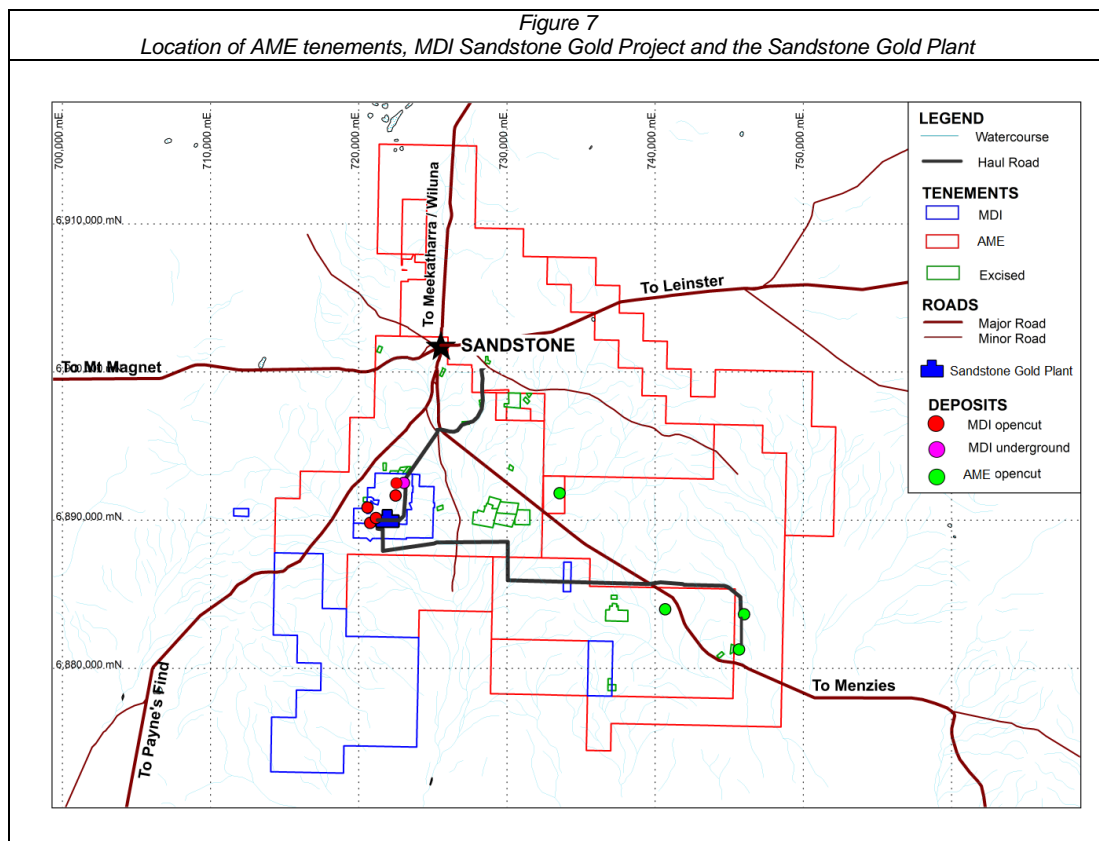 Figure 7
Location of AME tenements, MDI Sandstone Gold Project and the Sandstone Gold Plant
700,000 mE
710,000 mE
720,000 mE
730,000 mE
740,000 mE
750,000 mE
6,910,000 mN
6,890,000 mN
6,880,000 mN
To Meekatharra / Wiluna
To Leinster
SANDSTONE
To Mt Magnet
To Menzies
To Payne's Find
LEGEND
Watercourse
Haul Road
TENEMENTS
MDI
AME
Excised
ROADS
Major Road
Minor Road
Sandstone Gold Plant
DEPOSITS
MDI opencut
MDI underground
AME opencut